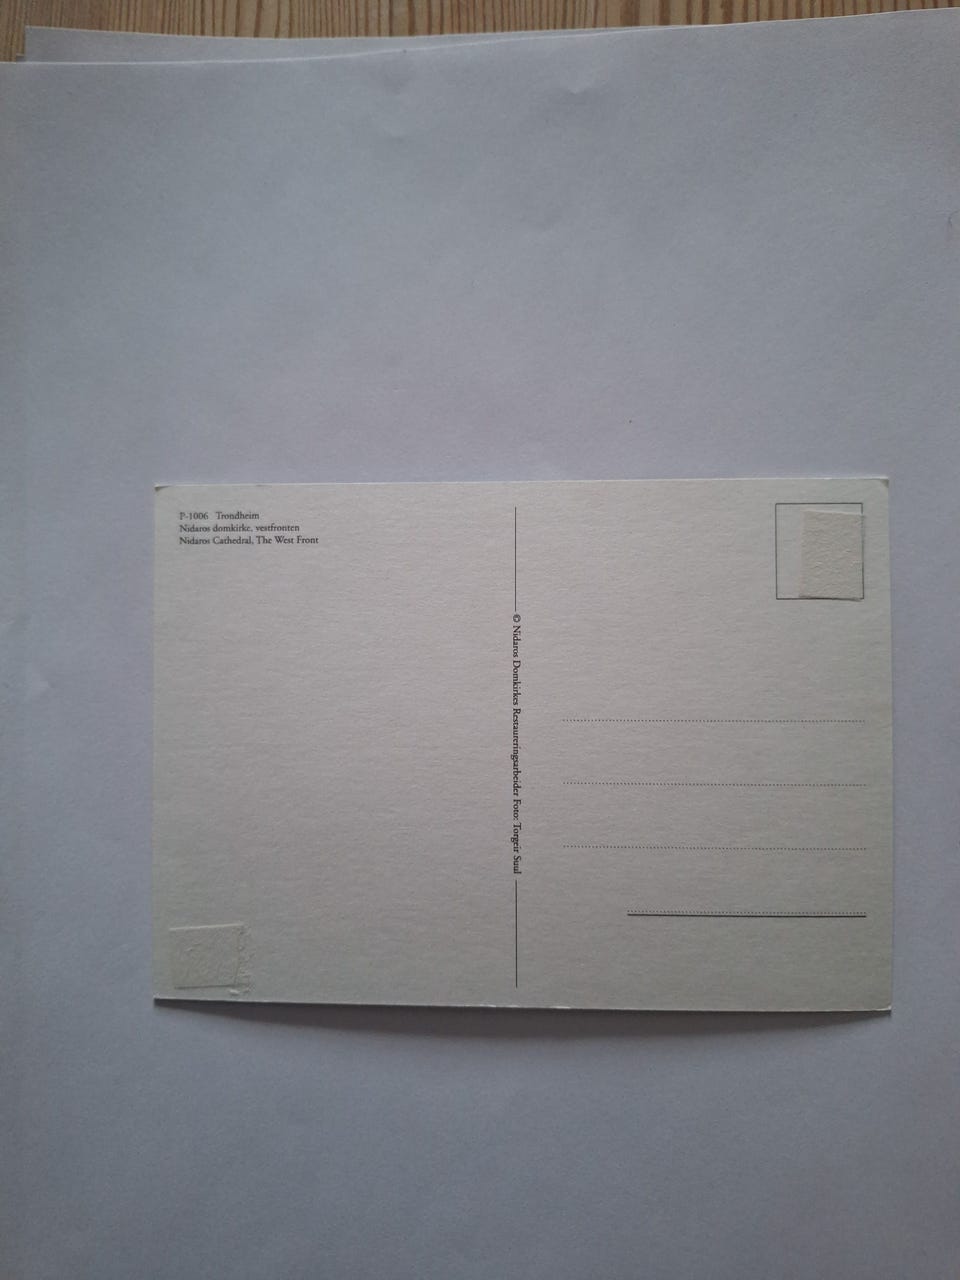 P-1006 Trondheim
Nidaros domkirke, vestfronten
Nidaros Cathedral, The West Front
© Nidaros Domkirkes Restaureringsarbeider Foto: Torgeir Suul